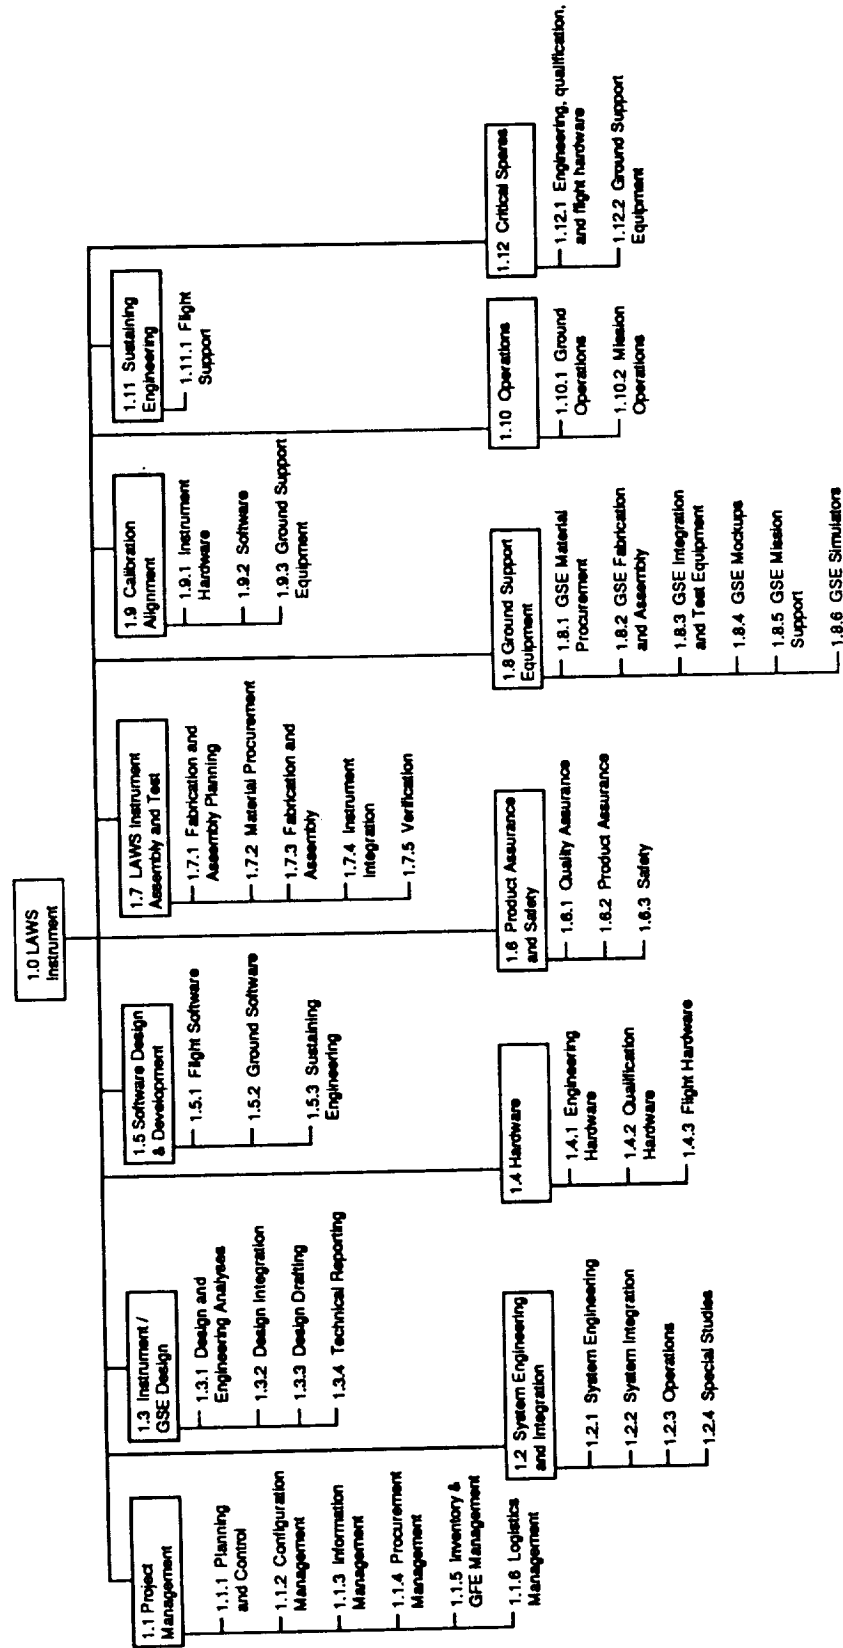 1.0 LAWS
Instrument
1.1 Project
Management
1.1.1 Planning
and Control
1.1.2 Configuration
Management
1.1.3 Information
Management
1.1.4 Procurement
Management
1.1.5 Inventory &
GFE Management
1.1.6 Logistics
Management
1.3 Instrument /
GSE Design
1.3.1 Design and
Engineering Analyses
1.3.2 Design Integration
1.3.3 Design Drafting
1.3.4 Technical Reporting
1.5 Software Design
& Development
1.5.1 Flight Software
1.5.2 Ground Software
1.5.3 Sustaining
Engineering
1.7 LAWS Instrument
Assembly and Test
1.7.1 Fabrication and
Assembly Planning
1.7.2 Material Procurement
1.7.3 Fabrication and
Assembly
1.7.4 Instrument
Integration
1.7.5 Verification
1.9 Calibration
Alignment
1.9.1 Instrument
Hardware
1.9.2 Software
1.9.3 Ground Support
Equipment
1.11 Sustaining
Engineering
1.11.1 Flight
Support
1.2 System Engineering
and Integration
1.2.1 System Engineering
1.2.2 System Integration
1.2.3 Operations
1.2.4 Special Studies
1.4 Hardware
1.4.1 Engineering
Hardware
1.4.2 Qualification
Hardware
1.4.3 Flight Hardware
1.6 Product Assurance
and Safety
1.6.1 Quality Assurance
1.6.2 Product Assurance
1.6.3 Safety
1.8 Ground Support
Equipment
1.8.1 GSE Material
Procurement
1.8.2 GSE Fabrication
and Assembly
1.8.3 GSE Integration
and Test Equipment
1.8.4 GSE Mockups
1.8.5 GSE Mission
Support
1.8.6 GSE Simulators
1.10 Operations
1.10.1 Ground
Operations
1.10.2 Mission
Operations
1.12 Critical Spares
1.12.1 Engineering, qualification,
and flight hardware
1.12.2 Ground Support
Equipment